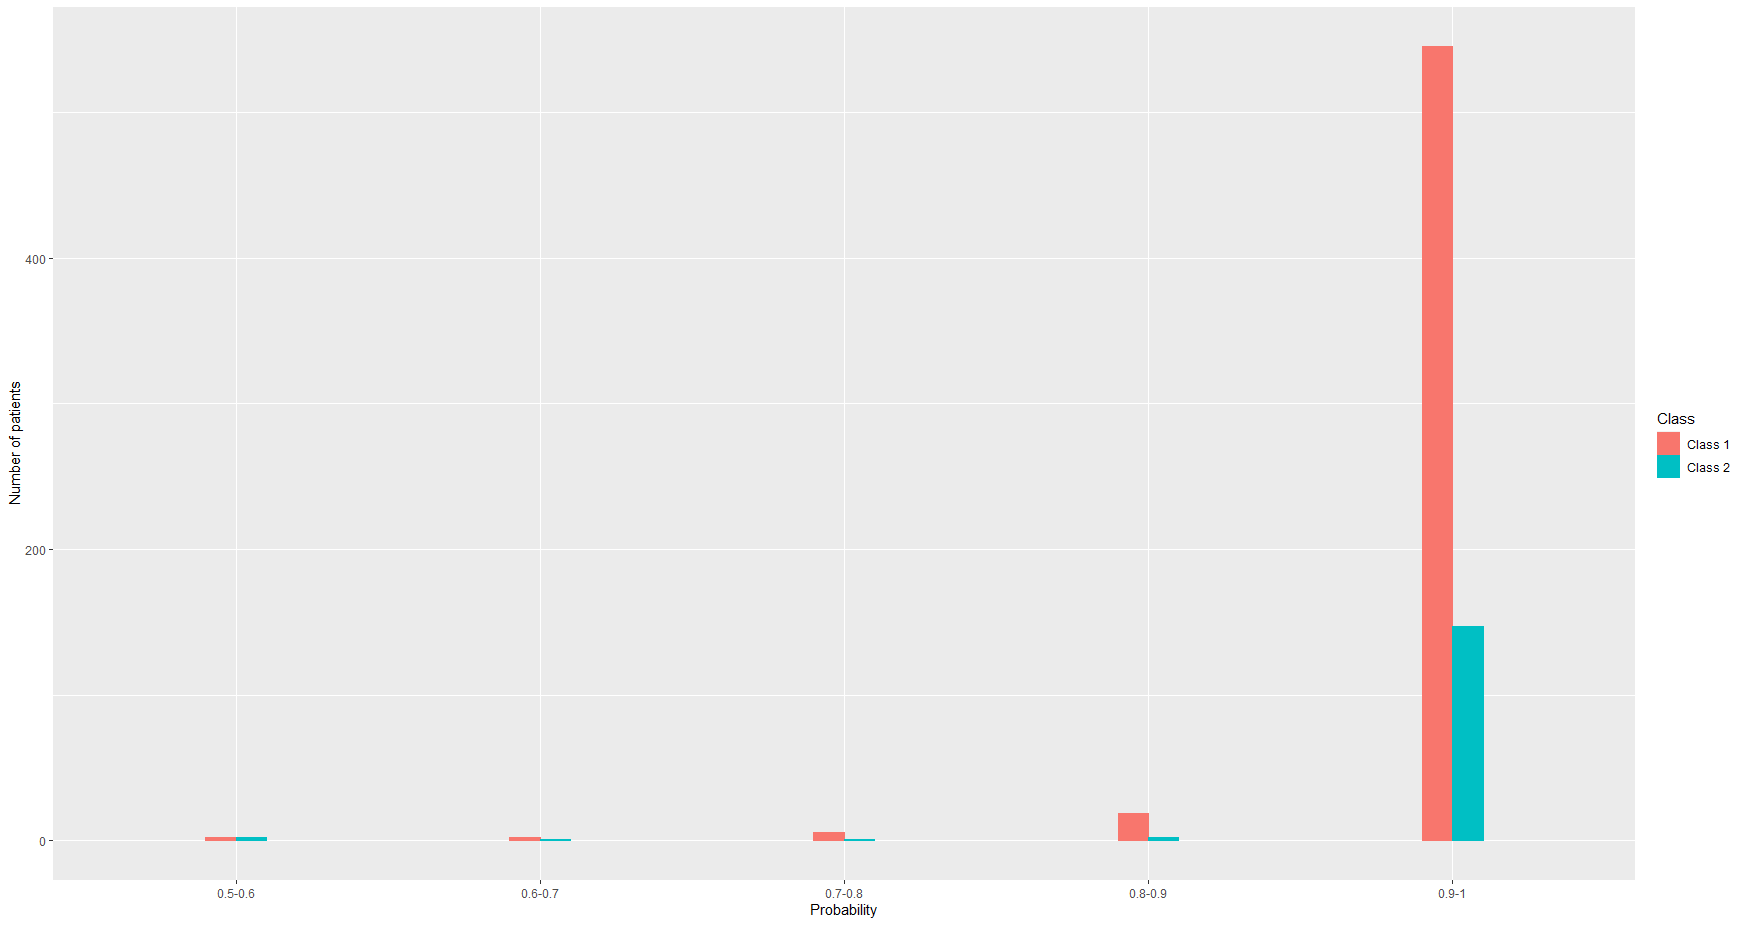 Number of patients
400
200
0
0.5-0.6
0.6-0.7
0.7-0.8
0.8-0.9
0.9-1
Probability
Class
Class 1
Class 2